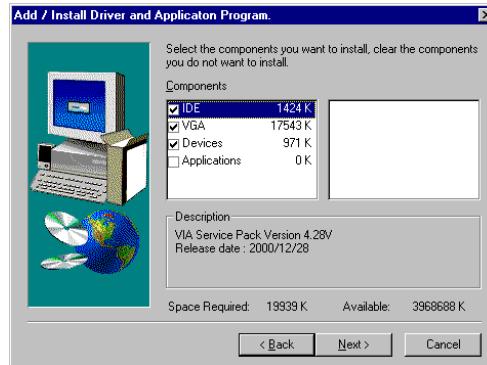 Add / Install Driver and Applicaton Program.
Select the components you want to install, clear the components
you do not want to install.
Components
IDE 1424 K
VGA 17543 K
Devices 971 K
Applications 0 K
Description
VIA Service Pack Version 4.28V
Release date : 2000/12/28
Space Required: 19939 K Available: 3968688 K
< Back Next > Cancel